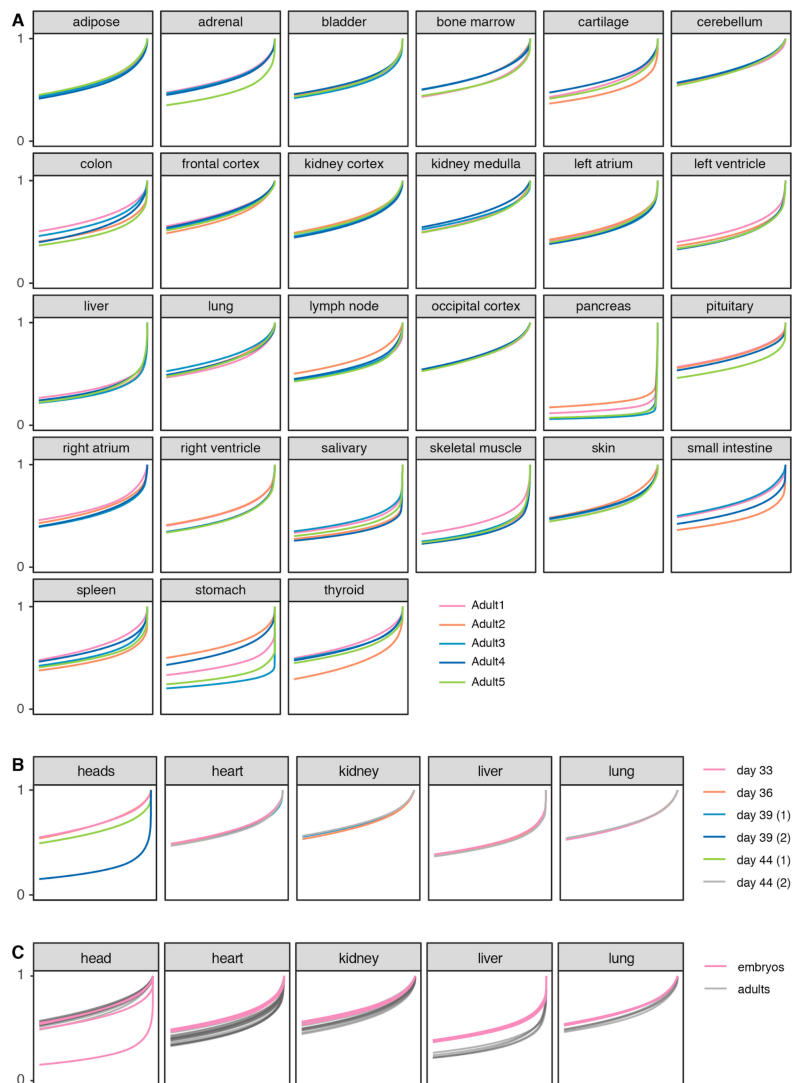 A
adipose adrenal bladder bone marrow cartilage cerebellum
1
0
colon frontal cortex kidney cortex kidney medulla left atrium left ventricle
1
0
liver lung lymph node occipital cortex pancreas pituitary
1
0
right atrium right ventricle salivary skeletal muscle skin small intestine
1
0
spleen stomach thyroid
1
0
Adult1
Adult2
Adult3
Adult4
Adult5
B
heads heart kidney liver lung
1
0
day 33
day 36
day 39 (1)
day 39 (2)
day 44 (1)
day 44 (2)
C
head heart kidney liver lung
1
0
embryos
adults